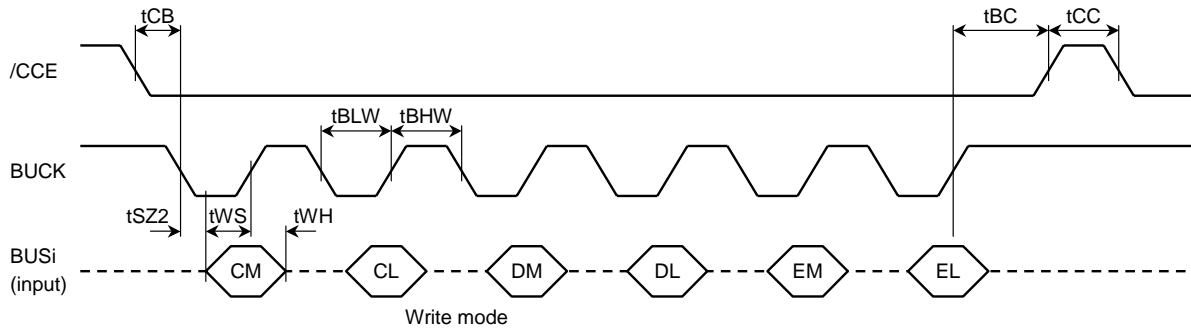 tCB tBC tCC
/CCE
tBLW tBHW
BUCK
tSZ2 tWS tWH
BUSi
(input)
CM CL DM DL EM EL
Write mode